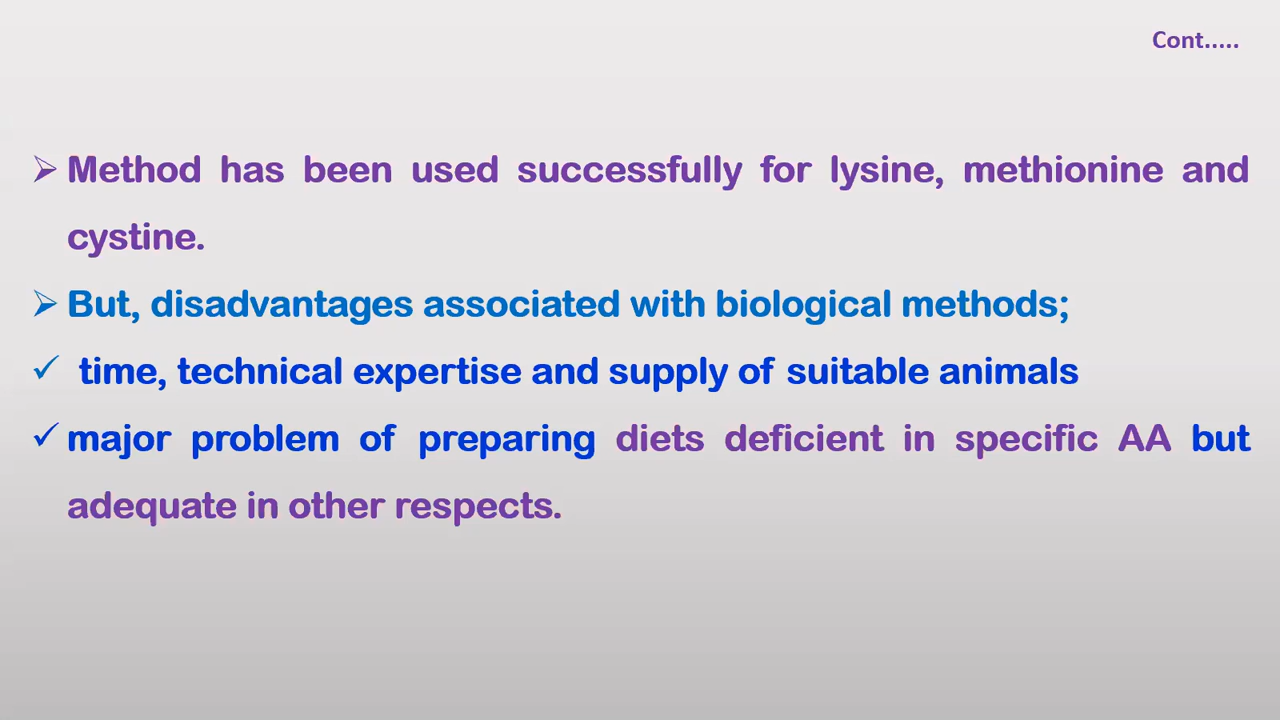 Cont.....
➢ Method has been used successfully for lysine, methionine and
cystine.
➢ But, disadvantages associated with biological methods;
✓ time, technical expertise and supply of suitable animals
✓ major problem of preparing diets deficient in specific AA but
adequate in other respects.